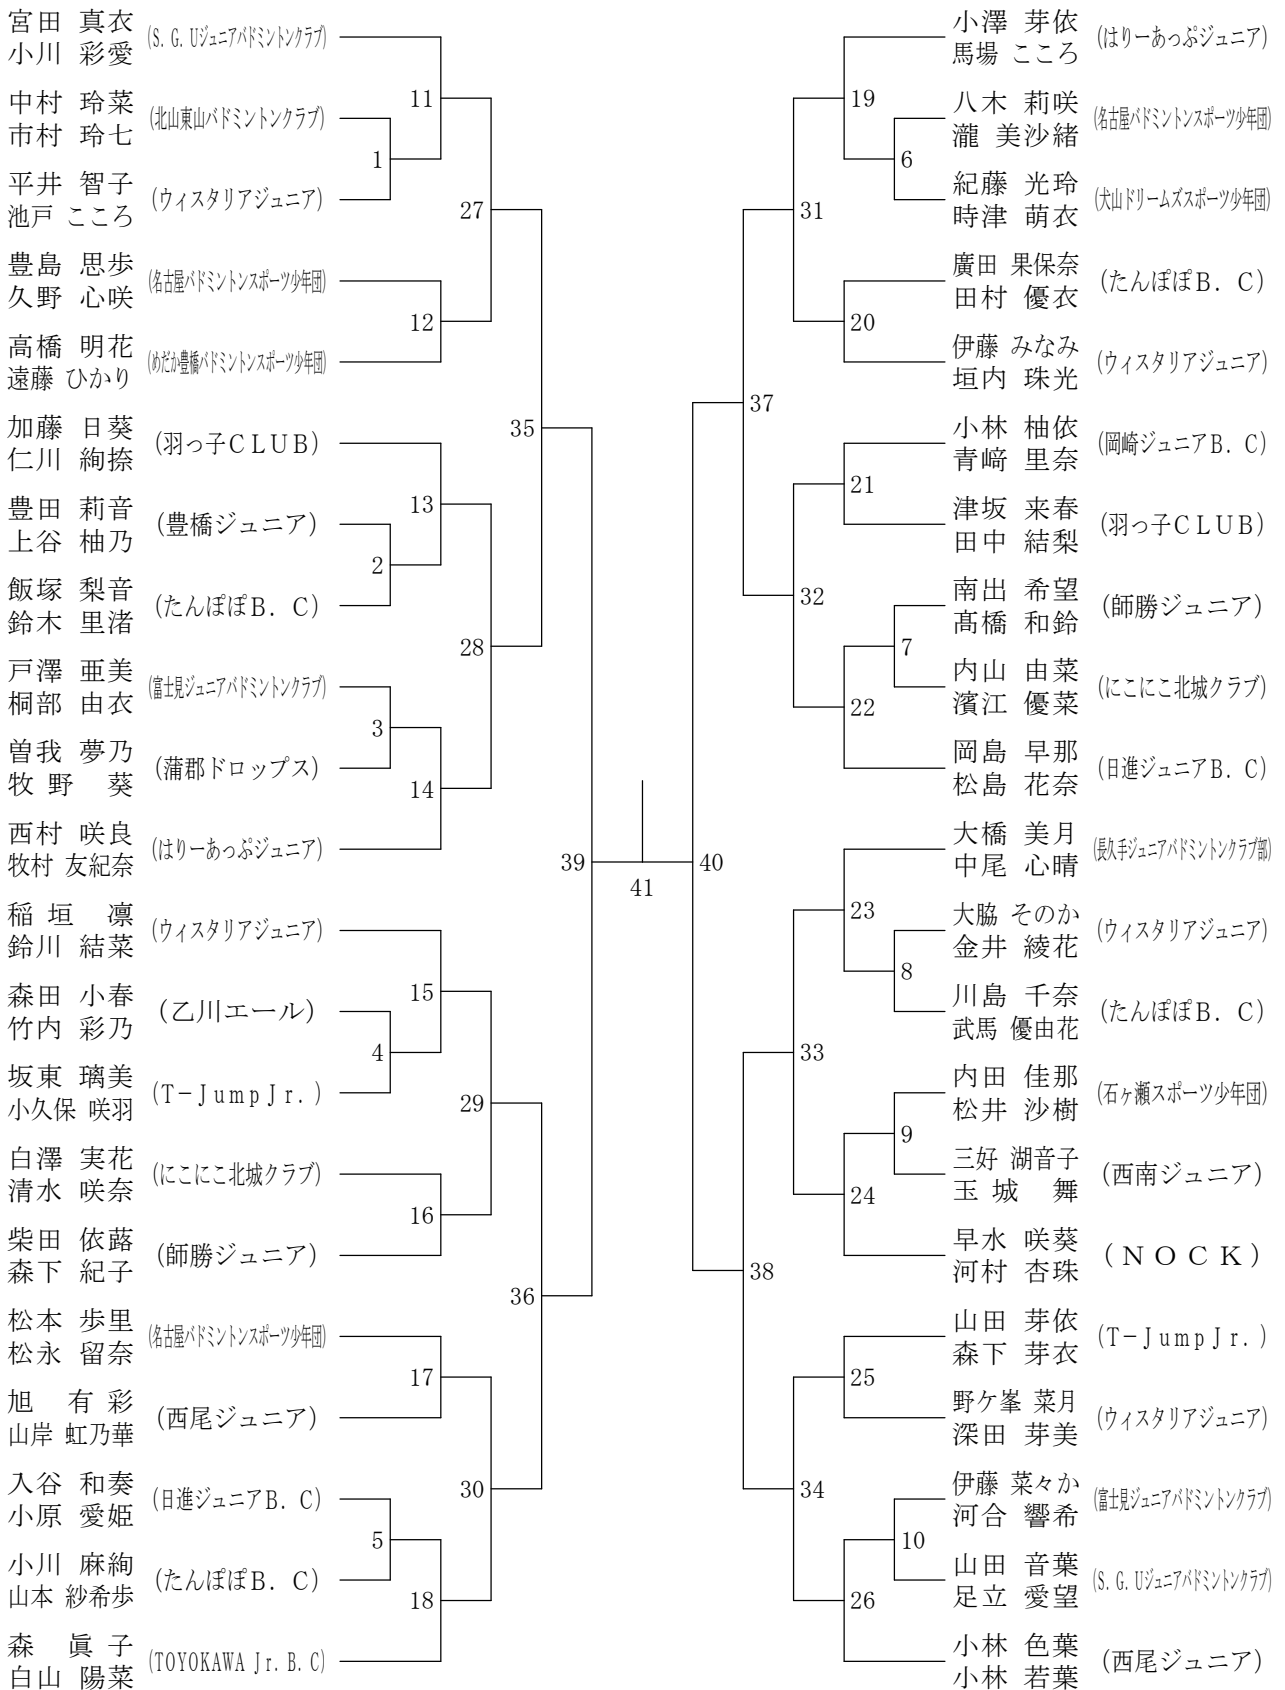 宮田 真衣
小川 彩愛
(S. G. Uジュニアバドミントンクラブ)
中村 玲菜
市村 玲七
(北山東山バドミントンクラブ)
平井 智子
池戸 こころ
(ウィスタリアジュニア)
豊島 思歩
久野 心咲
(名古屋バドミントンスポーツ少年団)
高橋 明花
遠藤 ひかり
(めだか豊橋バドミントンスポーツ少年団)
加藤 日葵
仁川 絢捺
(羽っ子CLUB)
豊田 莉音
上谷 柚乃
(豊橋ジュニア)
飯塚 梨音
鈴木 里渚
(たんぽぽB. C)
戸澤 亜美
桐部 由衣
(富士見ジュニアバドミントンクラブ)
曽我 夢乃
牧野 葵
(蒲郡ドロップス)
西村 咲良
牧村 友紀奈
(はりーあっぷジュニア)
稲垣 凛
鈴川 結菜
(ウィスタリアジュニア)
森田 小春
竹内 彩乃
(乙川エール)
坂東 璃美
小久保 咲羽
(T-JumpJr.)
白澤 実花
清水 咲奈
(にこにこ北城クラブ)
柴田 依蕗
森下 紀子
(師勝ジュニア)
松本 歩里
松永 留奈
(名古屋バドミントンスポーツ少年団)
旭 有彩
山岸 虹乃華
(西尾ジュニア)
入谷 和奏
小原 愛姫
(日進ジュニアB. C)
小川 麻絢
山本 紗希歩
(たんぽぽB. C)
森 眞子
白山 陽菜
(TOYOKAWA Jr. B. C)
1
2
3
4
5
11
12
13
14
15
16
17
18
27
28
29
30
35
36
39
41
40
37
38
31
32
33
34
19
20
21
22
23
24
25
26
6
7
8
9
10
小澤 芽依
馬場 こころ
(はりーあっぷジュニア)
八木 莉咲
瀧 美沙緒
(名古屋バドミントンスポーツ少年団)
紀藤 光玲
時津 萌衣
(犬山ドリームズスポーツ少年団)
廣田 果保奈
田村 優衣
(たんぽぽB. C)
伊藤 みなみ
垣内 珠光
(ウィスタリアジュニア)
小林 柚依
青﨑 里奈
(岡崎ジュニアB. C)
津坂 来春
田中 結梨
(羽っ子CLUB)
南出 希望
髙橋 和鈴
(師勝ジュニア)
内山 由菜
濱江 優菜
(にこにこ北城クラブ)
岡島 早那
松島 花奈
(日進ジュニアB. C)
大橋 美月
中尾 心晴
(長久手ジュニアバドミントンクラブ部)
大脇 そのか
金井 綾花
(ウィスタリアジュニア)
川島 千奈
武馬 優由花
(たんぽぽB. C)
内田 佳那
松井 沙樹
(石ヶ瀬スポーツ少年団)
三好 湖音子
玉城 舞
(西南ジュニア)
早水 咲葵
河村 杏珠
(NOCK)
山田 芽依
森下 芽衣
(T-JumpJr.)
野ケ峯 菜月
深田 芽美
(ウィスタリアジュニア)
伊藤 菜々か
河合 響希
(富士見ジュニアバドミントンクラブ)
山田 音葉
足立 愛望
(S. G. Uジュニアバドミントンクラブ)
小林 色葉
小林 若葉
(西尾ジュニア)